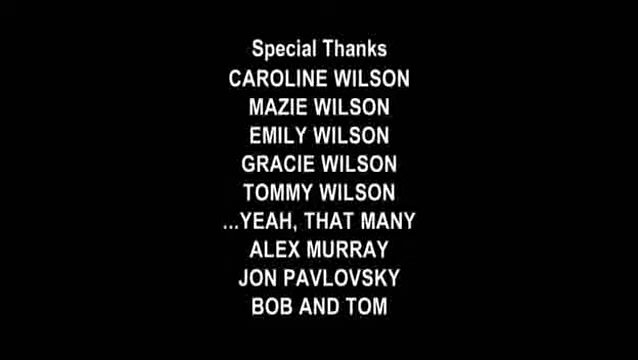 Special Thanks
CAROLINE WILSON
MAZIE WILSON
EMILY WILSON
GRACIE WILSON
TOMMY WILSON
...YEAH, THAT MANY
ALEX MURRAY
JON PAVLOVSKY
BOB AND TOM